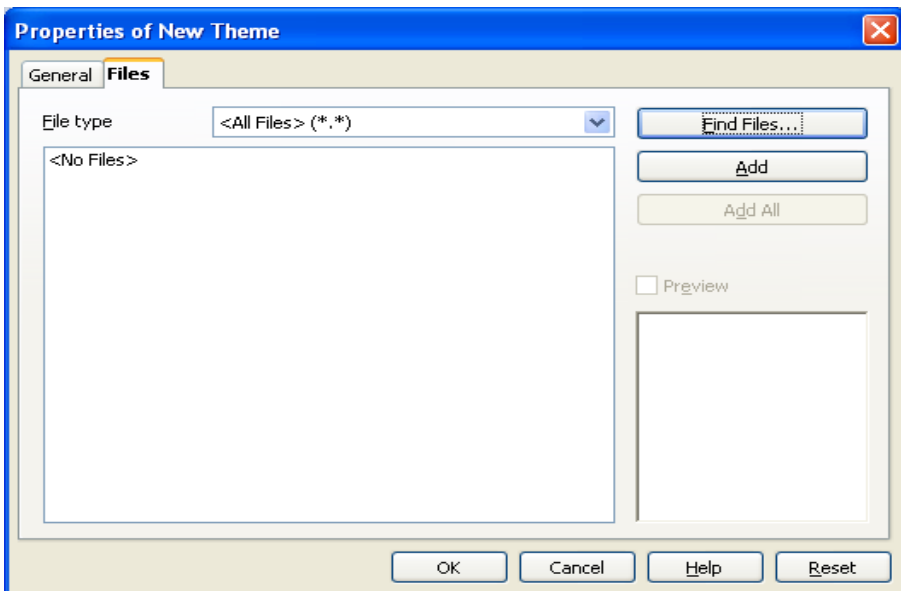 Properties of New Theme
General Files
File type <All Files> (*.*) Find Files...
<No Files> Add
Add All
Preview
OK Cancel Help Reset